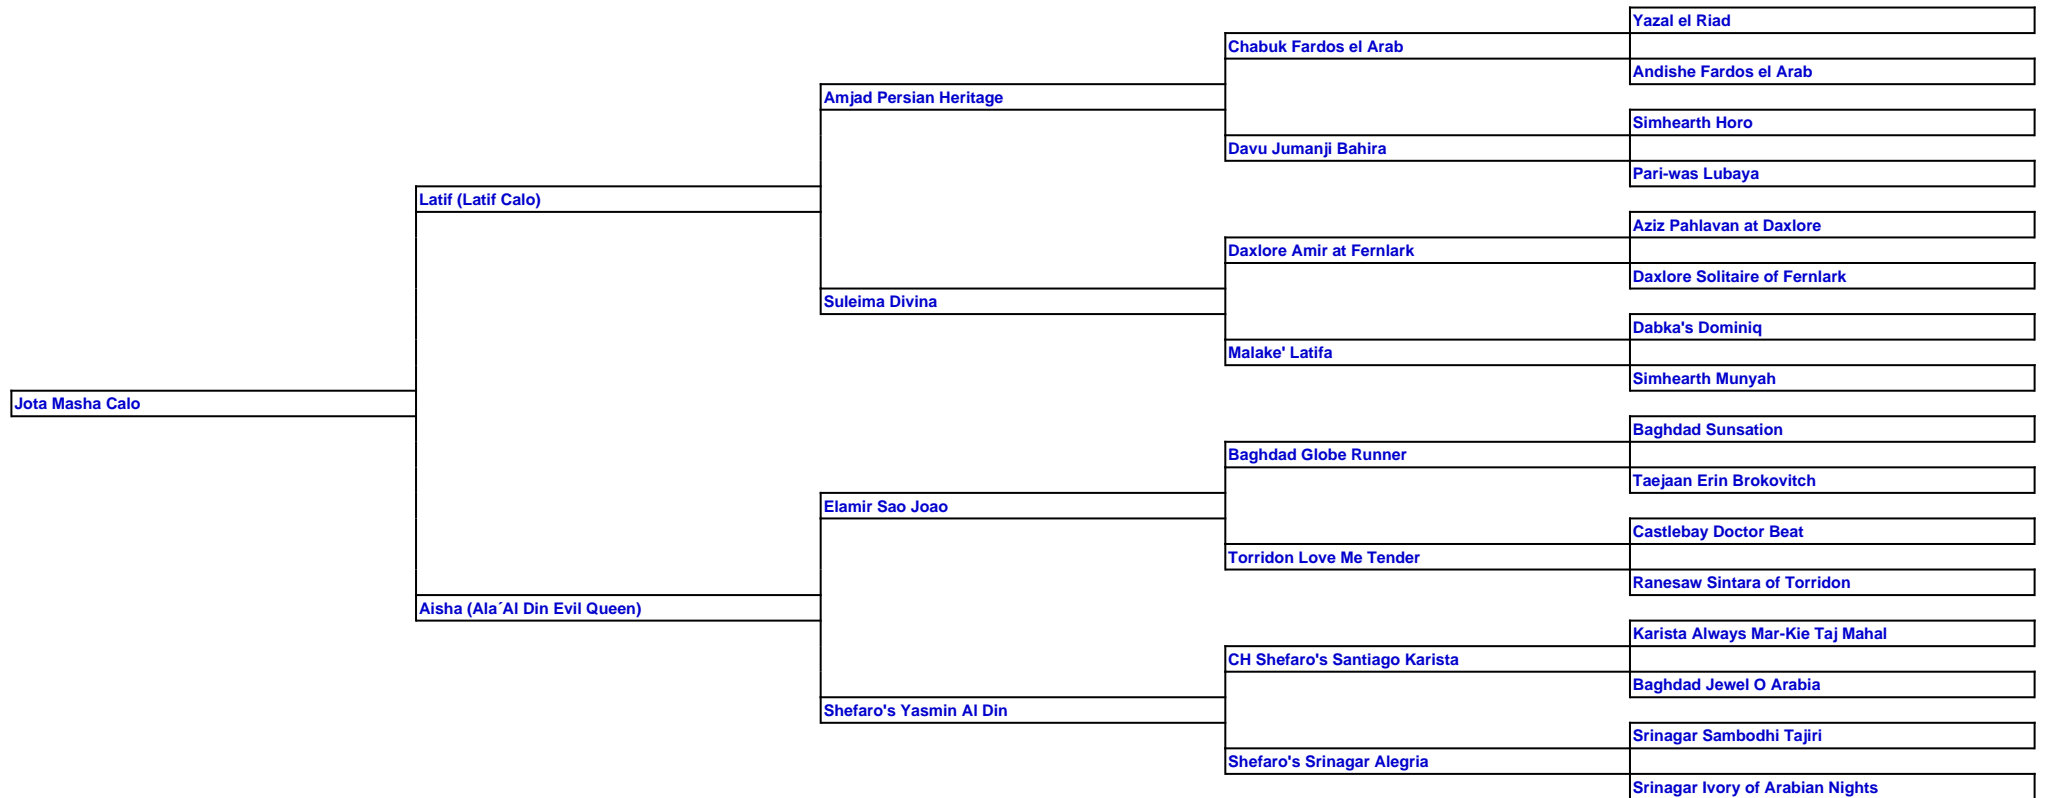 Yazal el Riad
Chabuk Fardos el Arab
Andishe Fardos el Arab
Amjad Persian Heritage
Simhearth Horo
Davu Jumanji Bahira
Pari-was Lubaya
Latif (Latif Calo)
Aziz Pahlavan at Daxlore
Daxlore Amir at Fernlark
Daxlore Solitaire of Fernlark
Suleima Divina
Dabka's Dominiq
Malake' Latifa
Simhearth Munyah
Jota Masha Calo
Baghdad Sunsation
Baghdad Globe Runner
Taejaan Erin Brokovitch
Elamir Sao Joao
Castlebay Doctor Beat
Torridon Love Me Tender
Ranesaw Sintara of Torridon
Aisha (Ala´Al Din Evil Queen)
Karista Always Mar-Kie Taj Mahal
CH Shefaro's Santiago Karista
Baghdad Jewel O Arabia
Shefaro's Yasmin Al Din
Srinagar Sambodhi Tajiri
Shefaro's Srinagar Alegria
Srinagar Ivory of Arabian Nights